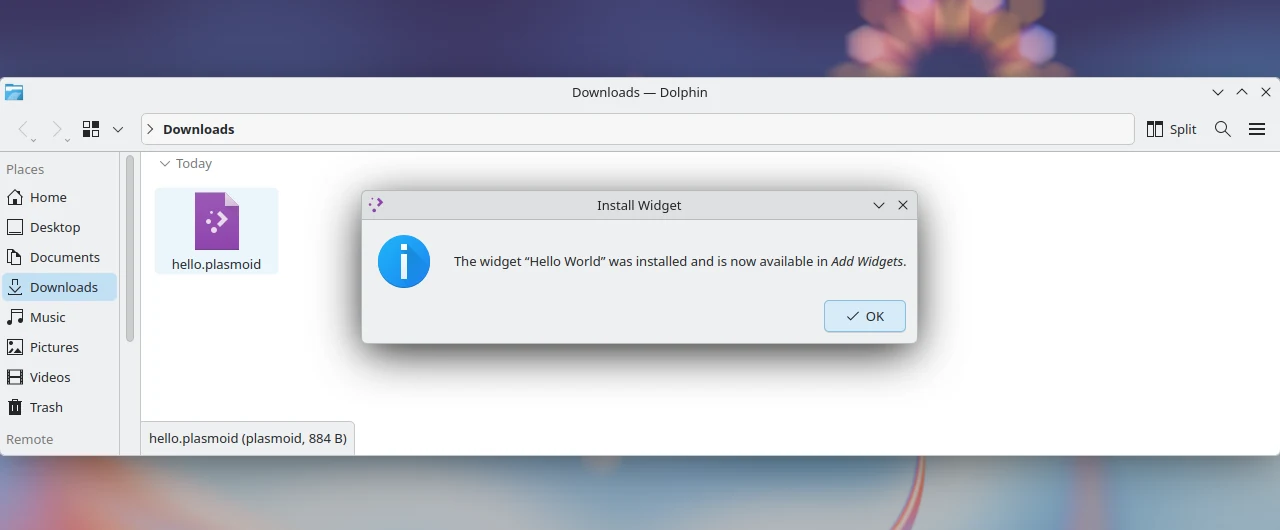 Downloads — Dolphin
Downloads
Split
Places
Home
Desktop
Documents
Downloads
Music
Pictures
Videos
Trash
Remote
Today
hello.plasmoid
Install Widget
The widget “Hello World” was installed and is now available in Add Widgets.
OK
hello.plasmoid (plasmoid, 884 B)